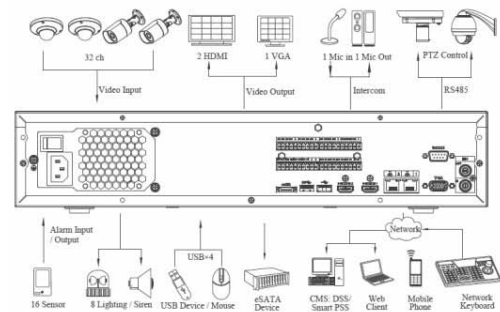 32 ch
Video Input
2 HDMI
1 VGA
Video Output
1 Mic in 1 Mic Out
Intercom
PTZ Control
RS485
Alarm Input
/ Output
16 Sensor
8 Lighting / Siren
USB×4
USB Device / Mouse
eSATA
Device
Network
CMS: DSS/
Smart PSS
Web
Client
Mobile
Phone
Network
Keyboard